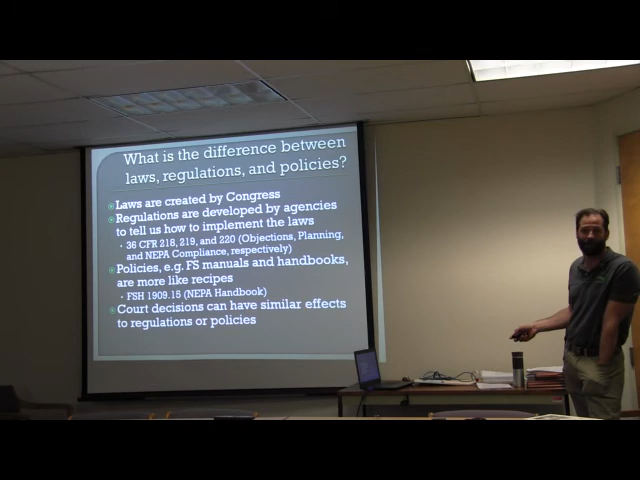 What is the difference between
laws, regulations, and policies?
Laws are created by Congress
Regulations are developed by agencies
to tell us how to implement the laws
36 CFR 218, 219, and 220 (Objections, Planning,
and NEPA Compliance, respectively)
Policies, e.g. FS manuals and handbooks,
are more like recipes
FSH 1909.15 (NEPA Handbook)
Court decisions can have similar effects
to regulations or policies